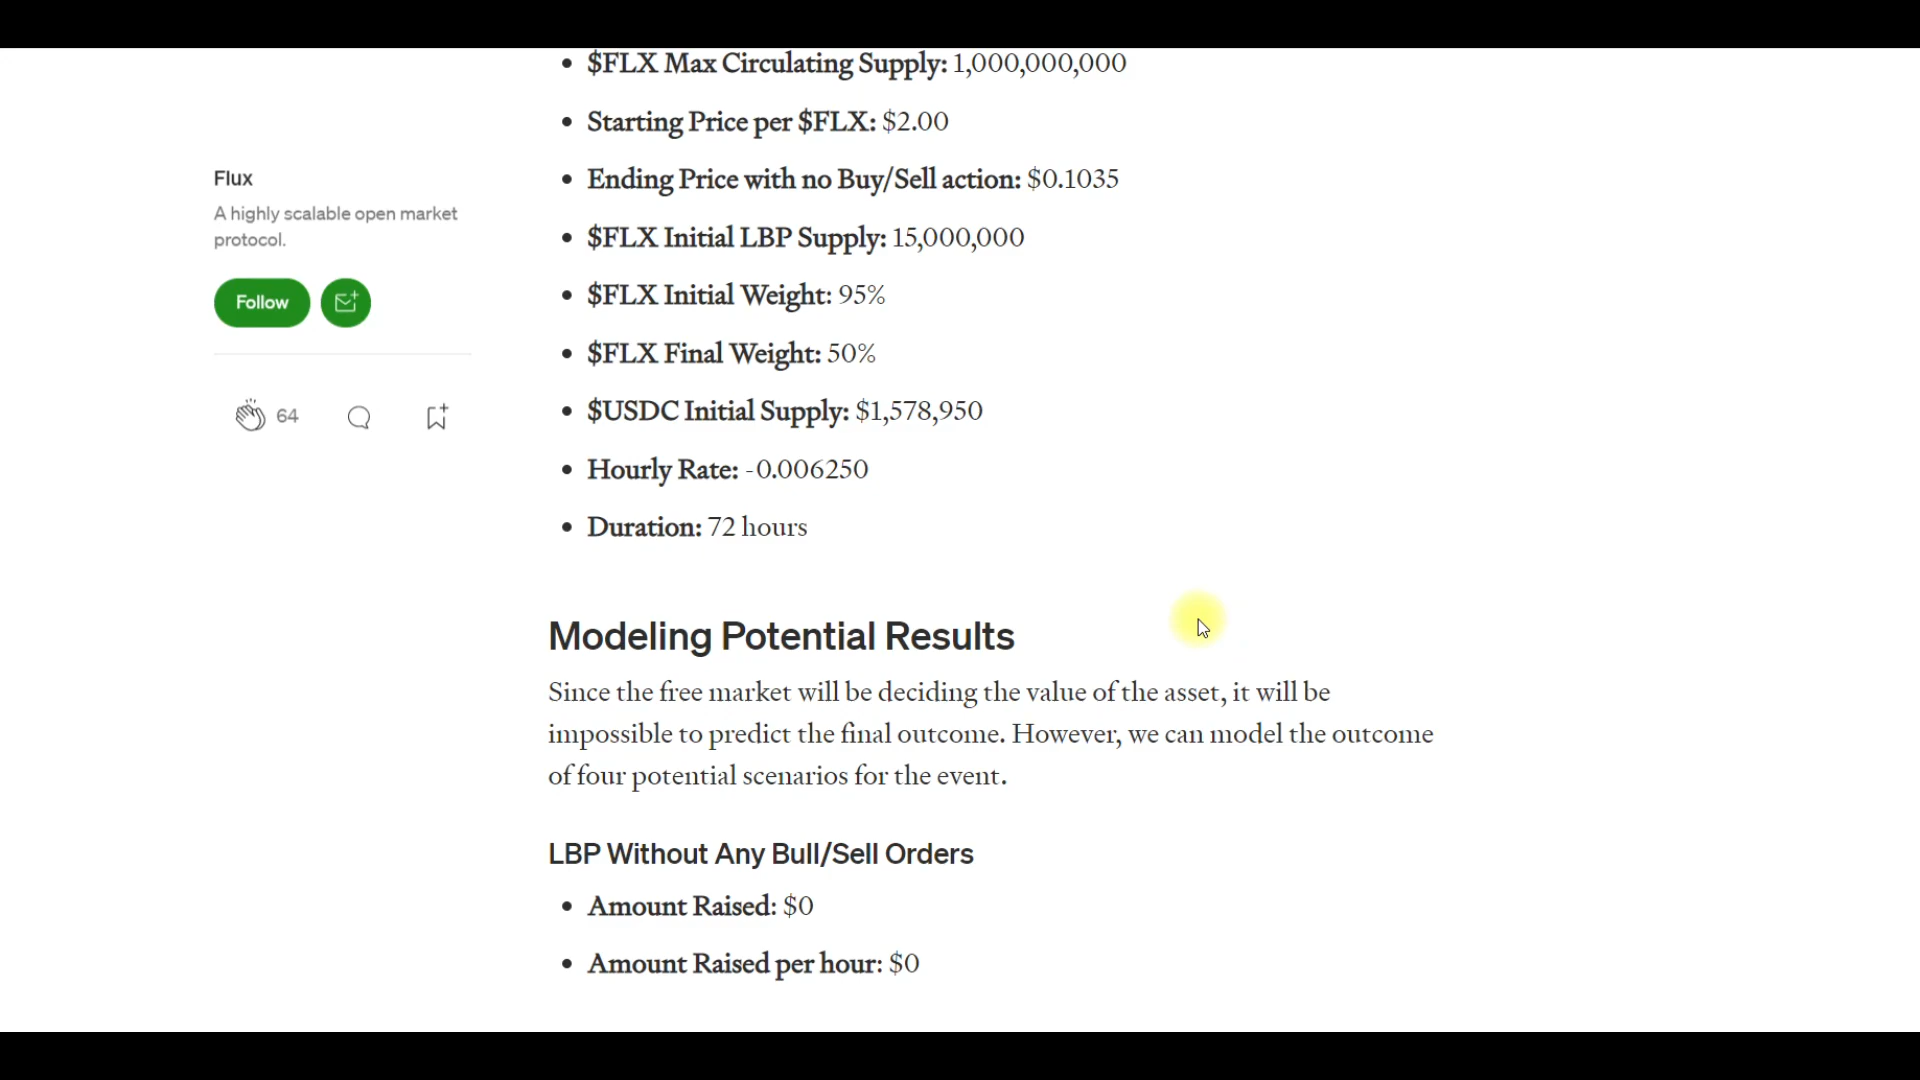 $FLX Max Circulating Supply: 1,000,000,000
Starting Price per $FLX: $2.00
Flux
A highly scalable open market
protocol.
Follow
64
Ending Price with no Buy/Sell action: $0.1035
$FLX Initial LBP Supply: 15,000,000
$FLX Initial Weight: 95%
$FLX Final Weight: 50%
$USDC Initial Supply: $1,578,950
Hourly Rate: -0.006250
Duration: 72 hours
Modeling Potential Results
Since the free market will be deciding the value of the asset, it will be
impossible to predict the final outcome. However, we can model the outcome
of four potential scenarios for the event.
LBP Without Any Bull/Sell Orders
Amount Raised: $0
Amount Raised per hour: $0